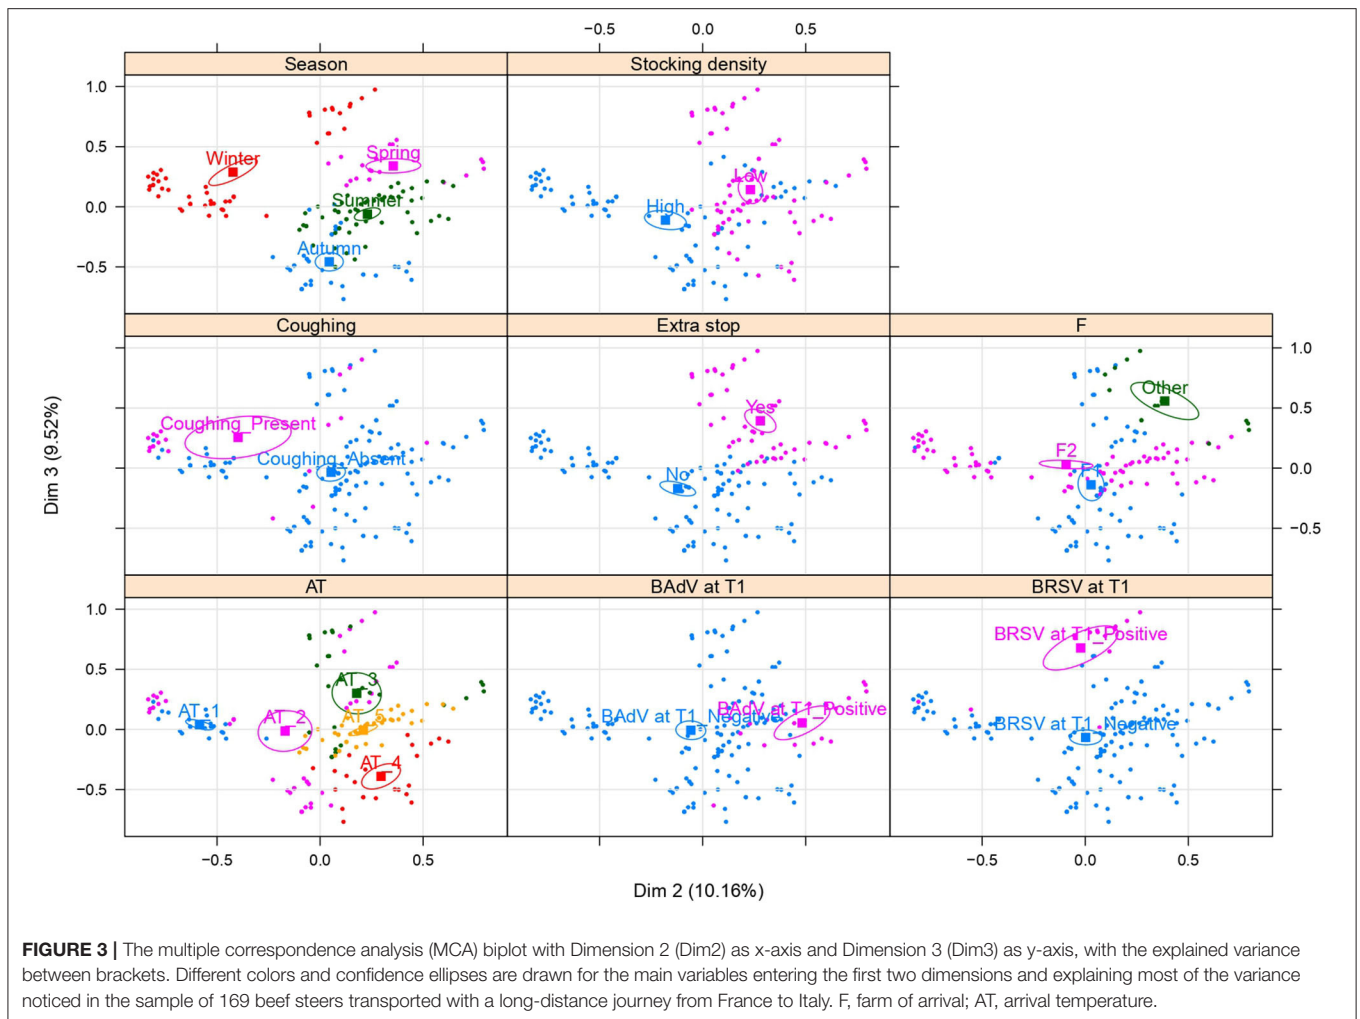 −0.5 0.0 0.5
Season Stocking density
1.0
0.5
0.0
−0.5
Winter
Spring
Summer
Autumn
Low
High
Coughing Extra stop F
Coughing_Present
Coughing_Absent
Yes
No
Other
F2
F1
1.0
0.5
0.0
−0.5
Dim 3 (9.52%)
AT BAdV at T1 BRSV at T1
1.0
0.5
0.0
−0.5
AT_1
AT_2
AT_3
AT_5
AT_4
BAdV at T1_Negative
BAdV at T1_Positive
BRSV at T1_Positive
BRSV at T1_Negative
−0.5 0.0 0.5
−0.5 0.0 0.5
Dim 2 (10.16%)
FIGURE 3 | The multiple correspondence analysis (MCA) biplot with Dimension 2 (Dim2) as x-axis and Dimension 3 (Dim3) as y-axis, with the explained variance
between brackets. Different colors and confidence ellipses are drawn for the main variables entering the first two dimensions and explaining most of the variance
noticed in the sample of 169 beef steers transported with a long-distance journey from France to Italy. F, farm of arrival; AT, arrival temperature.